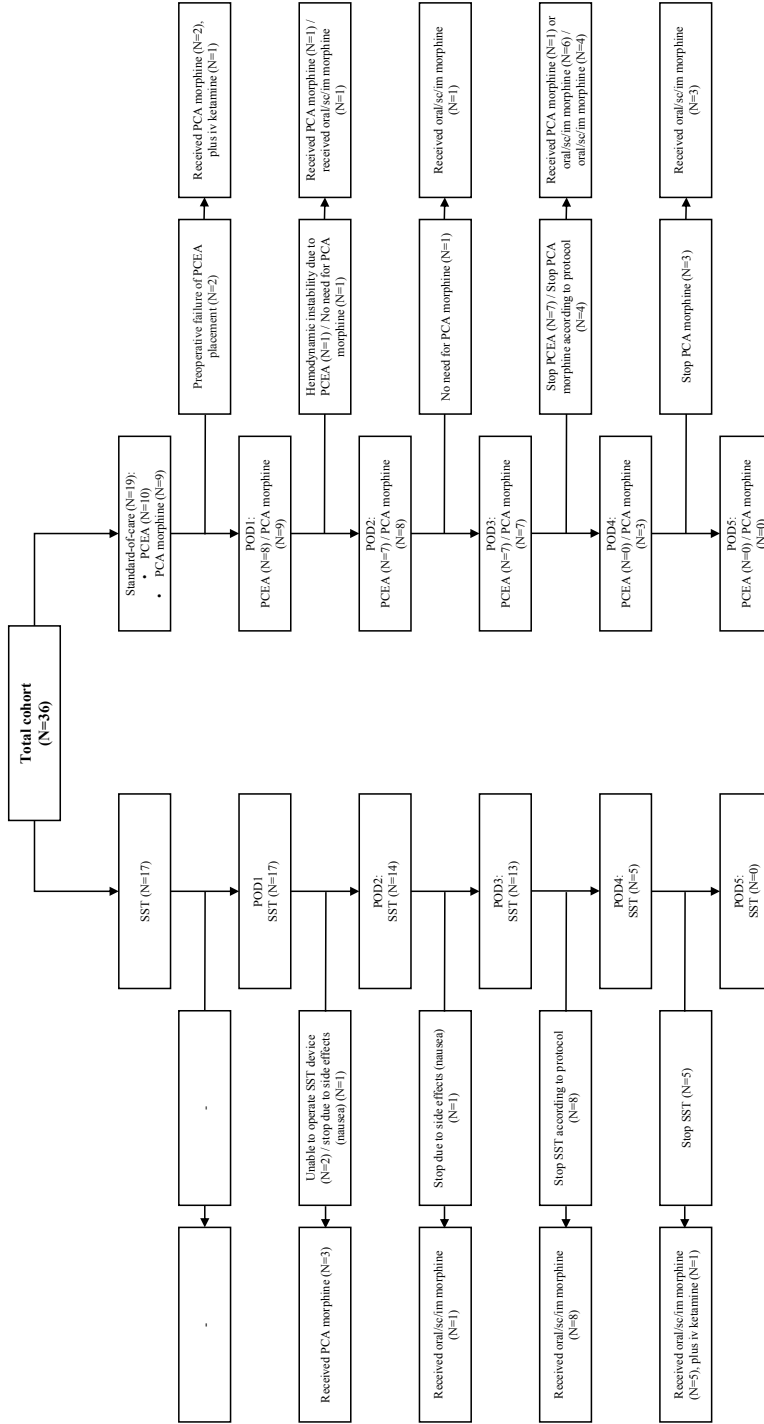 Total cohort
(N=36)
SST (N=17)
-
-
POD1
SST (N=17)
Unable to operate SST device
(N=2) / stop due to side effects
(nausea) (N=1)
Received PCA morphine (N=3)
POD2:
SST (N=14)
Stop due to side effects (nausea)
(N=1)
Received oral/sc/im morphine
(N=1)
POD3:
SST (N=13)
Stop SST according to protocol
(N=8)
Received oral/sc/im morphine
(N=8)
POD4:
SST (N=5)
Stop SST (N=5)
Received oral/sc/im morphine
(N=5), plus iv ketamine (N=1)
POD5:
SST (N=0)
Standard-of-care (N=19):
• PCEA (N=10)
• PCA morphine (N=9)
Preoperative failure of PCEA
placement (N=2)
Received PCA morphine (N=2),
plus iv ketamine (N=1)
POD1:
PCEA (N=8) / PCA morphine
(N=9)
Hemodynamic instability due to
PCEA (N=1) / No need for PCA
morphine (N=1)
Received PCA morphine (N=1) /
received oral/sc/im morphine
(N=1)
POD2:
PCEA (N=7) / PCA morphine
(N=8)
No need for PCA morphine (N=1)
Received oral/sc/im morphine
(N=1)
POD3:
PCEA (N=7) / PCA morphine
(N=7)
Stop PCEA (N=7) / Stop PCA
morphine according to protocol
(N=4)
Received PCA morphine (N=1) or
oral/sc/im morphine (N=6) /
oral/sc/im morphine (N=4)
POD4:
PCEA (N=0) / PCA morphine
(N=3)
Stop PCA morphine (N=3)
Received oral/sc/im morphine
(N=3)
POD5:
PCEA (N=0) / PCA morphine
(N=0)